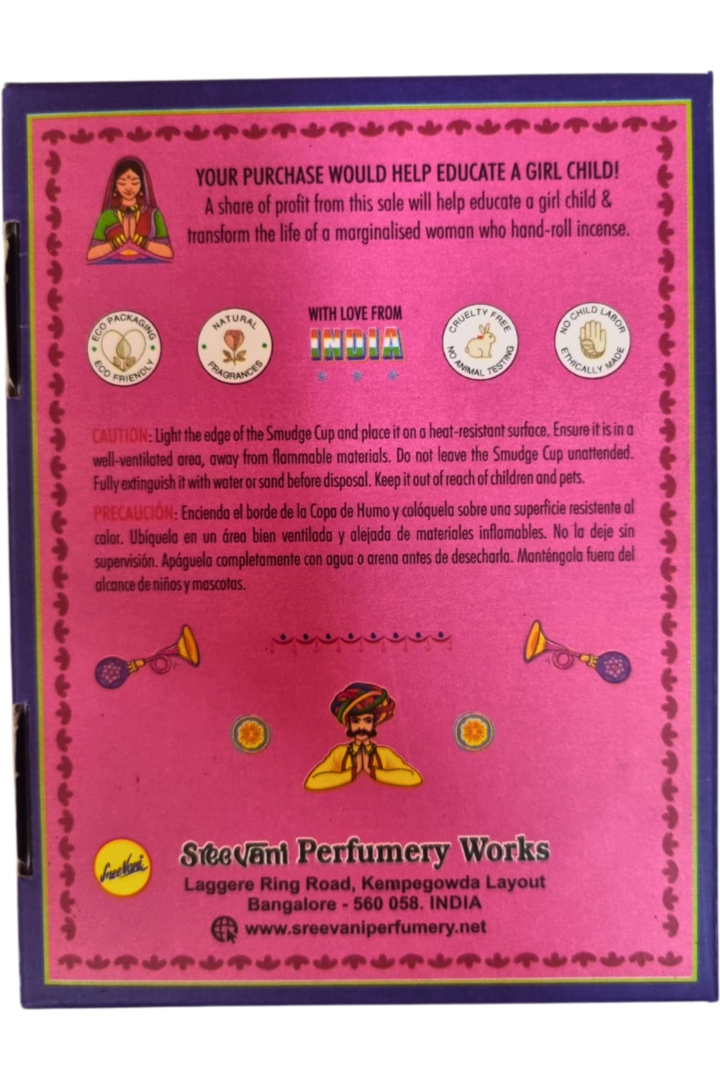 YOUR PURCHASE WOULD HELP EDUCATE A GIRL CHILD!
A share of profit from this sale will help educate a girl child &
transform the life of a marginalised woman who hand-roll incense.
ECO PACKAGING
ECO FRIENDLY
NATURAL
FRAGRANCES
WITH LOVE FROM
INDIA
CRUELTY FREE
NO ANIMAL TESTING
NO CHILD LABOR
ETHICALLY MADE
CAUTION: Light the edge of the Smudge Cup and place it on a heat-resistant surface. Ensure it is in a
well-ventilated area, away from flammable materials. Do not leave the Smudge Cup unattended.
Fully extinguish it with water or sand before disposal. Keep it out of reach of children and pets.
PRECAUCIÓN: Encienda el borde de la Copa de Humo y colóquela sobre una superficie resistente al
calor. Ubíquela en un área bien ventilada y alejada de materiales inflamables. No la deje sin
supervisión. Apáguela completamente con agua o arena antes de desecharla. Manténgala fuera del
alcance de niños y mascotas.
SreeVani
SreeVani Perfumery Works
Laggere Ring Road, Kempegowda Layout
Bangalore - 560 058. INDIA
www.sreevaniperfumery.net